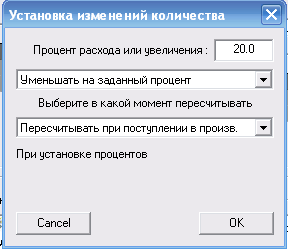 Установка изменений количества
Процент расхода или увеличения : 20.0
Уменьшать на заданный процент
Выберите в какой момент пересчитывать
Пересчитывать при поступлении в произв.
При установке процентов
Cancel OK